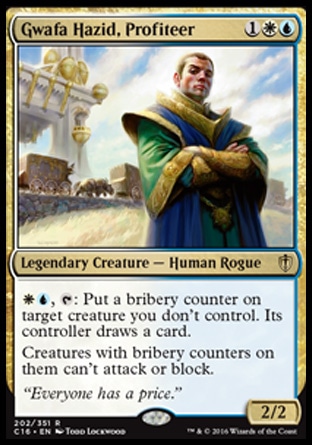 Gwafa Hazid, Profiteer 1
Legendary Creature — Human Rogue
, : Put a bribery counter on
target creature you don't control. Its
controller draws a card.
Creatures with bribery counters on
them can't attack or block.
"Everyone has a price."
2/2
202/351 R
C16 • EN Todd Lockwood
™ & © 2016 Wizards of the Coast